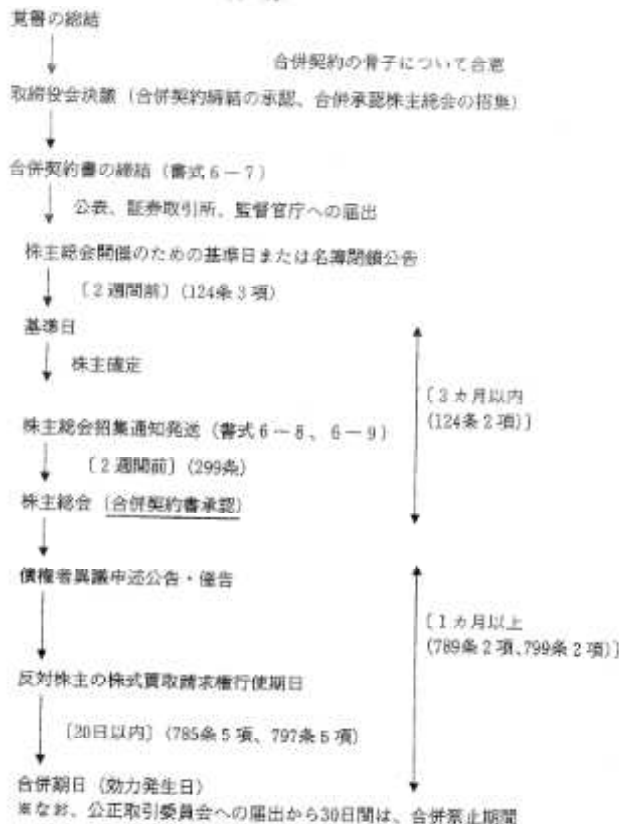 覚書の締結
合併契約の骨子について合意
取締役会決議（合併契約締結の承認、合併承認株主総会の招集）
合併契約書の締結（書式6－7）
公表、証券取引所、監督官庁への届出
株主総会開催のための基準日または名簿閉鎖公告
〔2週間前〕（124条3項）
基準日
株主確定
〔3カ月以内
（124条2項）〕
株主総会招集通知発送（書式6－8、6－9）
〔2週間前〕（299条）
株主総会（合併契約書承認）
債権者異議申述公告・催告
〔1カ月以上
（789条2項、799条2項）〕
反対株主の株式買取請求権行使期日
〔20日以内〕（785条5項、797条5項）
合併期日（効力発生日）
※なお、公正取引委員会への届出から30日間は、合併禁止期間